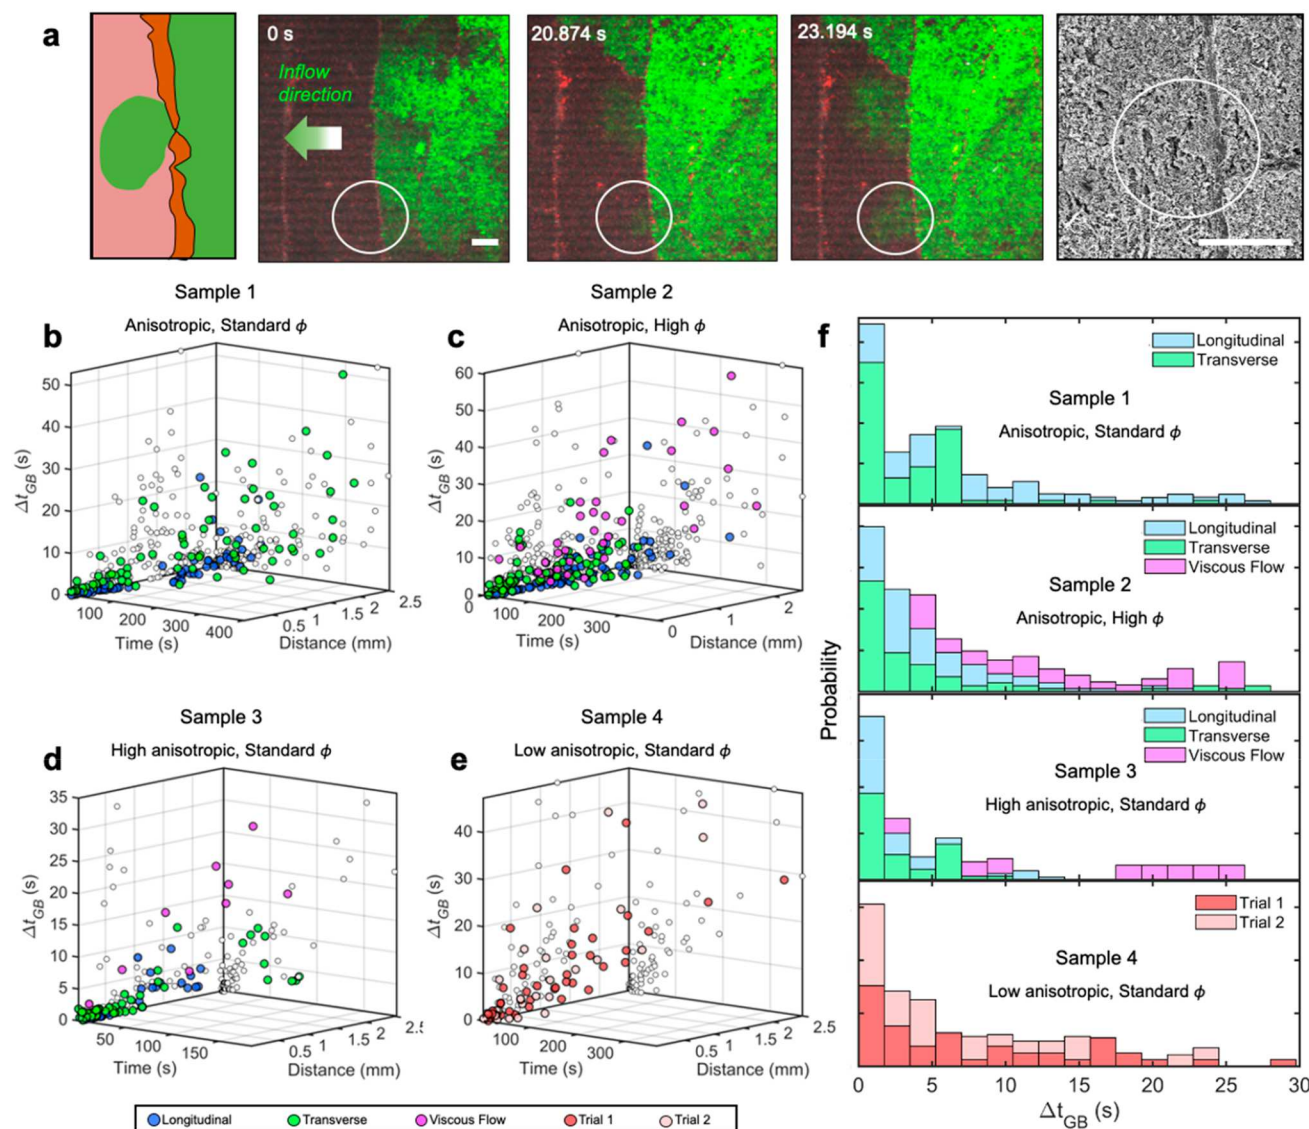 a
0 s
Inflow
direction
20.874 s
23.194 s
Sample 1
Sample 2
b
Anisotropic, Standard ϕ
c
Anisotropic, High ϕ
50
40
30
20
10
0
Δt_GB (s)
100
200
300
400
Time (s)
0.5
1
1.5
2
2.5
Distance (mm)
60
50
40
30
20
10
0
Δt_GB (s)
0
100
200
300
Time (s)
0
1
2
Distance (mm)
Sample 3
Sample 4
d
High anisotropic, Standard ϕ
e
Low anisotropic, Standard ϕ
35
30
25
20
15
10
5
0
Δt_GB (s)
50
100
150
Time (s)
0.5
1
1.5
2
Distance (mm)
40
30
20
10
0
Δt_GB (s)
100
200
300
Time (s)
0.5
1
1.5
2
2.5
Distance (mm)
Longitudinal Transverse Viscous Flow Trial 1 Trial 2
f
Probability
Longitudinal
Transverse
Sample 1
Anisotropic, Standard ϕ
Longitudinal
Transverse
Viscous Flow
Sample 2
Anisotropic, High ϕ
Longitudinal
Transverse
Viscous Flow
Sample 3
High anisotropic, Standard ϕ
Trial 1
Trial 2
Sample 4
Low anisotropic, Standard ϕ
0 5 10 15 20 25 30
Δt_GB (s)